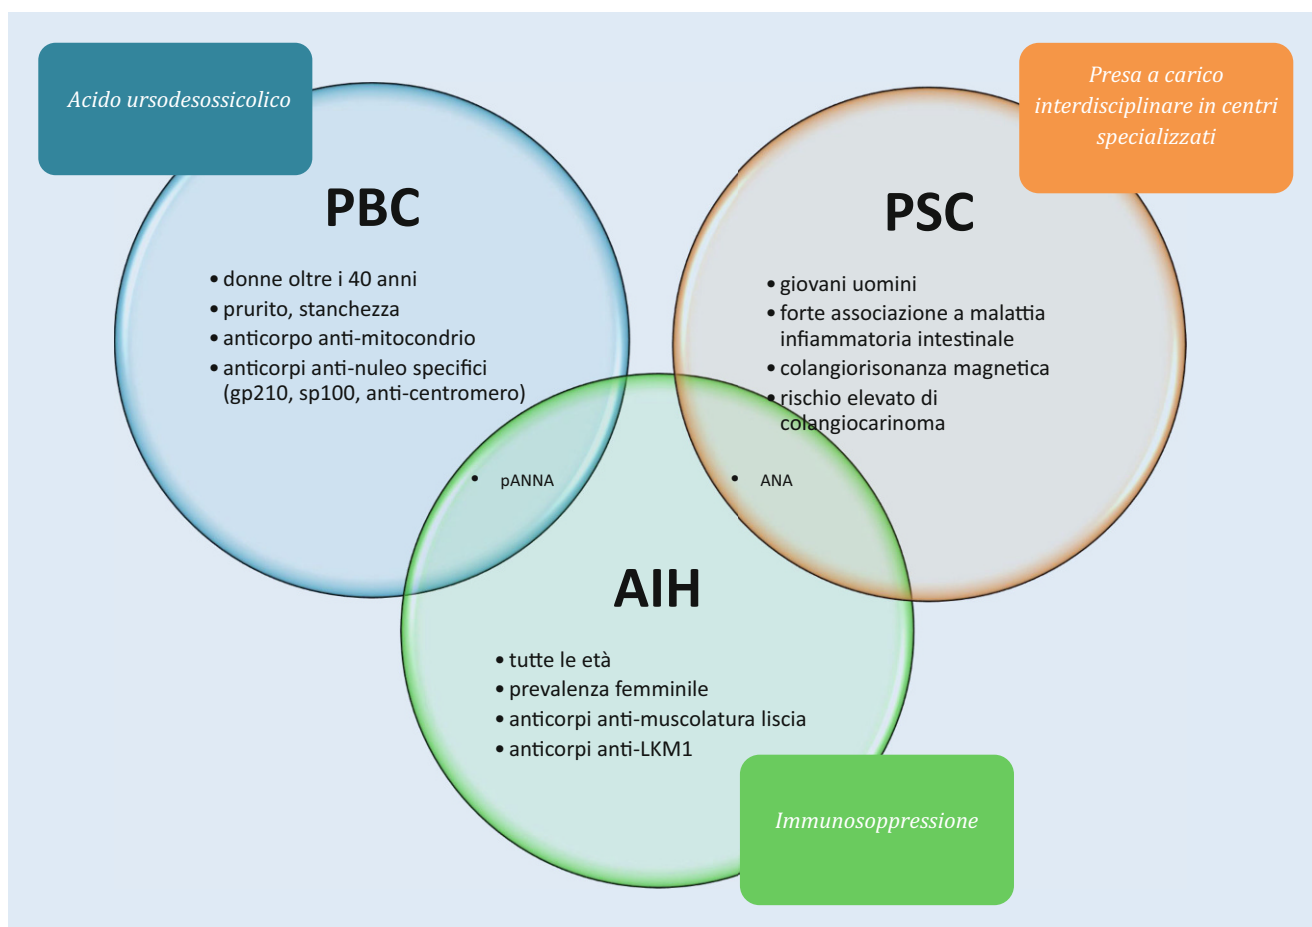 Acido ursodesossicolico
Presa a carico
interdisciplinare in centri
specializzati
PBC
• donne oltre i 40 anni
• prurito, stanchezza
• anticorpo anti-mitocondrio
• anticorpi anti-nuleo specifici
(gp210, sp100, anti-centromero)
PSC
• giovani uomini
• forte associazione a malattia
infiammatoria intestinale
• colangiorisonanza magnetica
• rischio elevato di
colangiocarinoma
• pANNA
• ANA
AIH
• tutte le età
• prevalenza femminile
• anticorpi anti-muscolatura liscia
• anticorpi anti-LKM1
Immunosoppressione